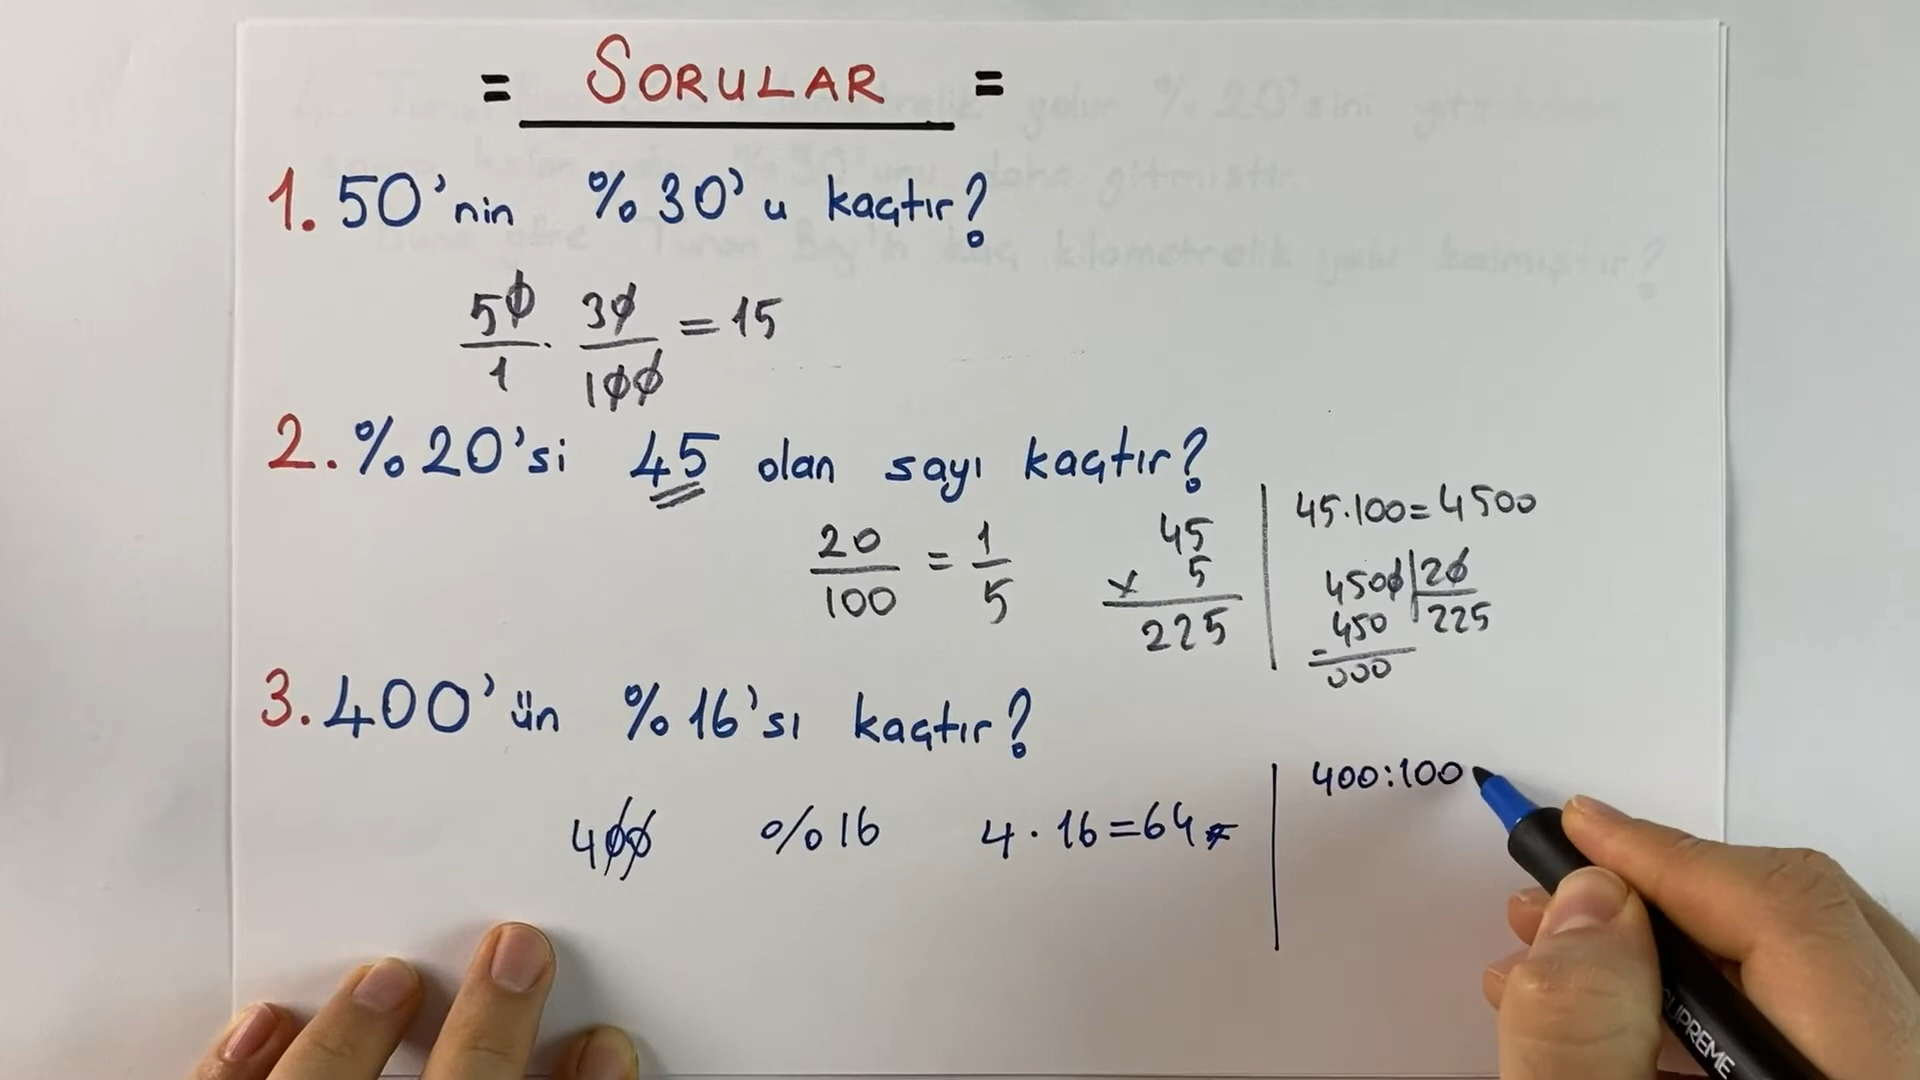 = SORULAR =
1. 50'nin %30'u kaçtır?
50/1 · 30/100 = 15
2. %20'si 45 olan sayı kaçtır?
20/100 = 1/5
45
x 5
225
45.100=4500
4500|20
-450 225
000
3. 400'ün %16'sı kaçtır?
400 %16 4 · 16=64
400:100
SUPREME